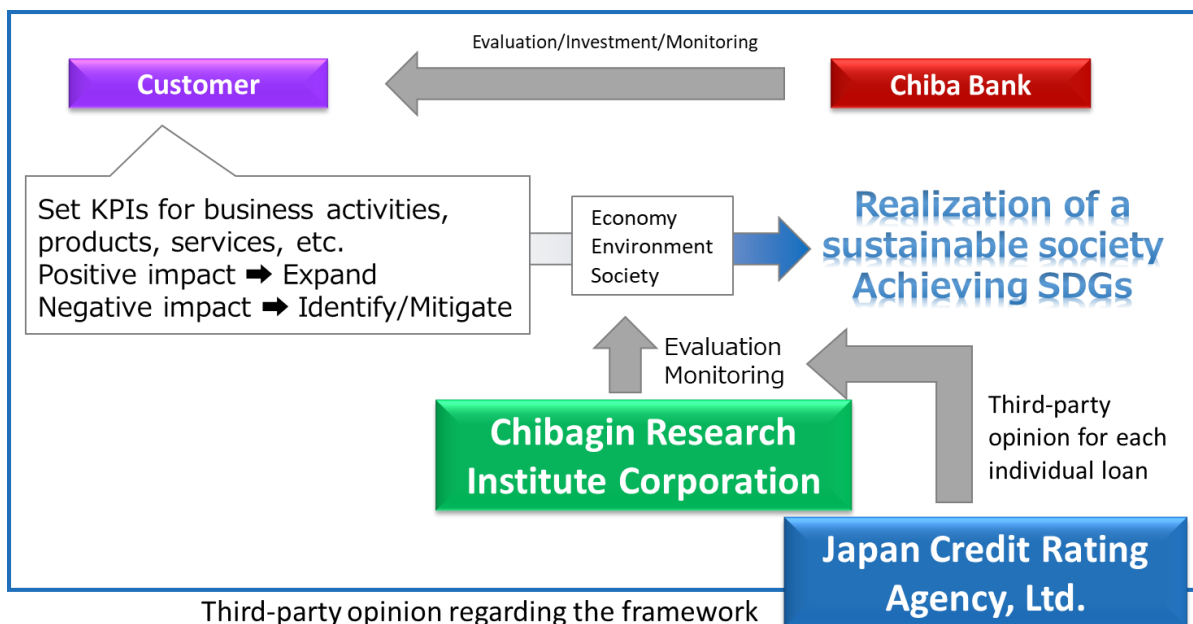 Evaluation/Investment/Monitoring
Customer
Chiba Bank
Set KPIs for business activities,
products, services, etc.
Positive impact ➡ Expand
Negative impact ➡ Identify/Mitigate
Economy
Environment
Society
Realization of a
sustainable society
Achieving SDGs
Evaluation
Monitoring
Chibagin Research
Institute Corporation
Third-party
opinion for each
individual loan
Japan Credit Rating
Agency, Ltd.
Third-party opinion regarding the framework